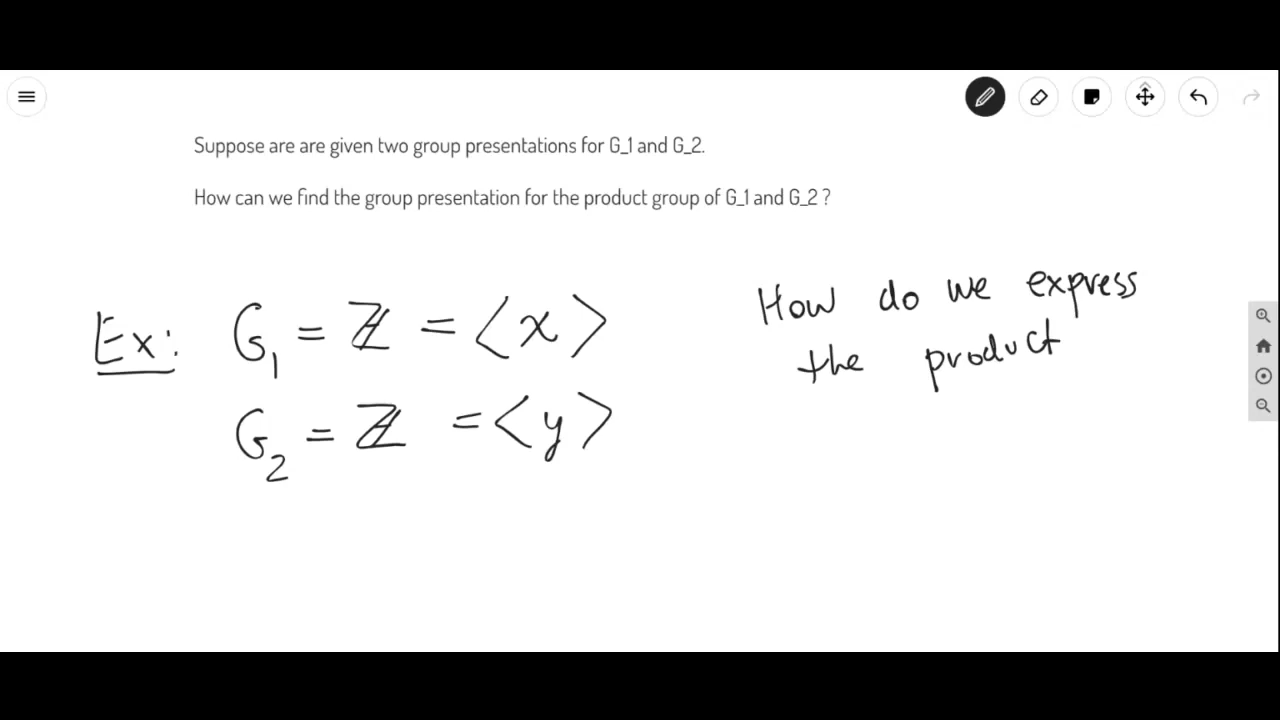 Suppose are are given two group presentations for G_1 and G_2.
How can we find the group presentation for the product group of G_1 and G_2 ?
Ex: G₁ = ℤ = ⟨x⟩
G₂ = ℤ = ⟨y⟩
How do we express
the product